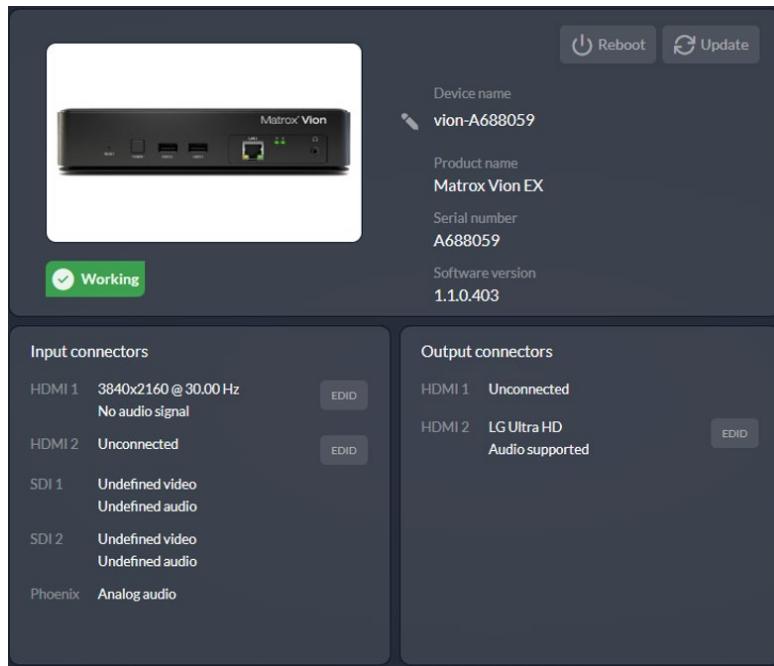 Reboot
Update
Matrox Vion
Device name
vion-A688059
Product name
Matrox Vion EX
Serial number
A688059
Working
Software version
1.1.0.403
Input connectors
HDMI 1 3840x2160 @ 30.00 Hz EDID
No audio signal
HDMI 2 Unconnected EDID
SDI 1 Undefined video
Undefined audio
SDI 2 Undefined video
Undefined audio
Phoenix Analog audio
Output connectors
HDMI 1 Unconnected
HDMI 2 LG Ultra HD EDID
Audio supported